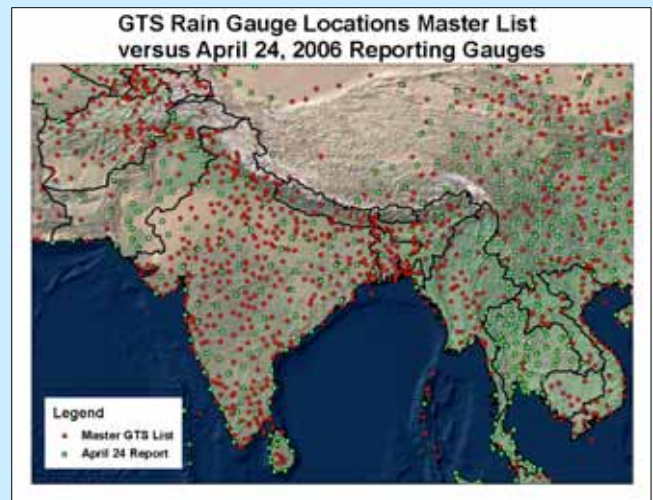 GTS Rain Gauge Locations Master List
versus April 24, 2006 Reporting Gauges
Legend
Master GTS List
April 24 Report